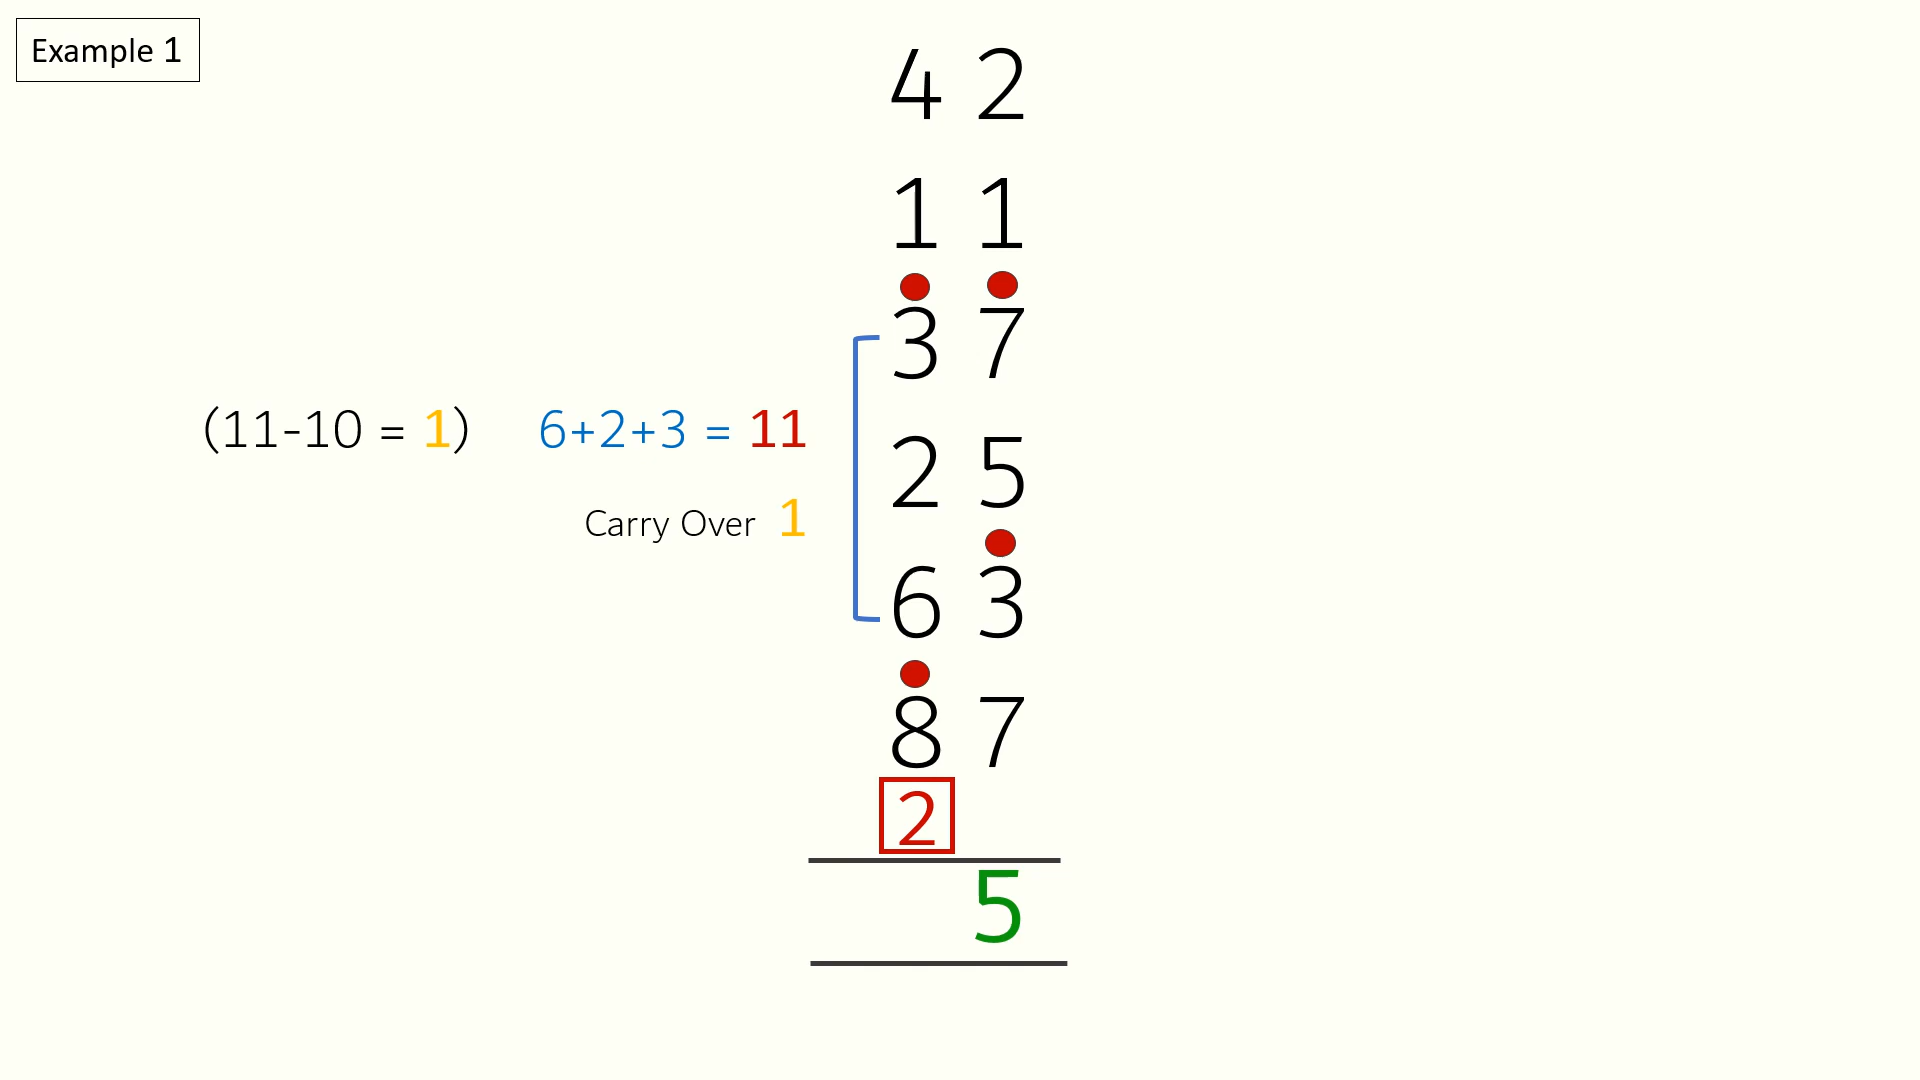 Example 1
4 2
1 1
3 7
(11-10 = 1) 6+2+3 = 11
2 5
Carry Over 1
6 3
8 7
2
5